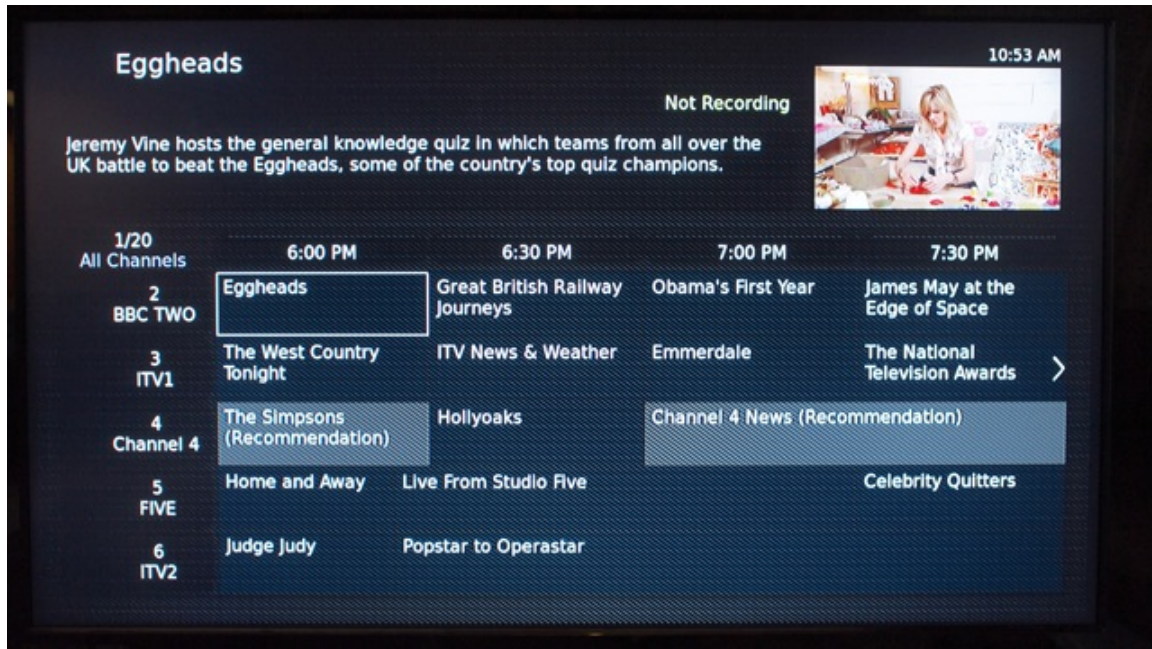 Eggheads
10:53 AM
Not Recording
Jeremy Vine hosts the general knowledge quiz in which teams from all over the
UK battle to beat the Eggheads, some of the country's top quiz champions.
1/20
All Channels
6:00 PM
6:30 PM
7:00 PM
7:30 PM
2
BBC TWO
Eggheads
Great British Railway
Journeys
Obama's First Year
James May at the
Edge of Space
3
ITV1
The West Country
Tonight
ITV News & Weather
Emmerdale
The National
Television Awards
4
Channel 4
The Simpsons
(Recommendation)
Hollyoaks
Channel 4 News (Recommendation)
5
FIVE
Home and Away
Live From Studio Five
Celebrity Quitters
6
ITV2
Judge Judy
Popstar to Operastar